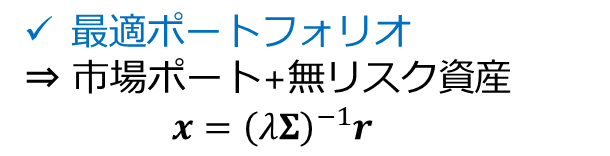 ✓ 最適ポートフォリオ
⇒ 市場ポート+無リスク資産
𝒙 = (𝜆𝚺)⁻¹𝒓